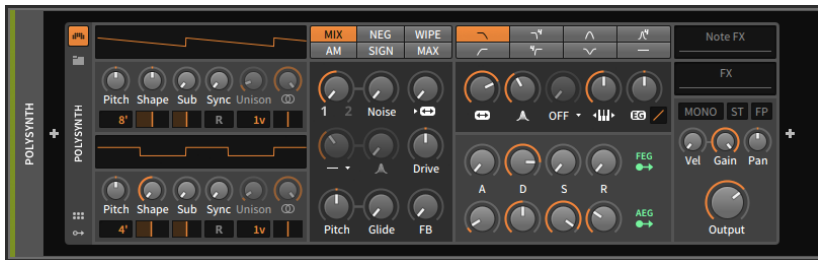 POLYSYNTH
POLYSYNTH
Pitch Shape Sub Sync Unison
8' R 1v
Pitch Shape Sub Sync Unison
4' R 1v
MIX NEG WIPE
AM SIGN MAX
1 2 Noise
Drive
Pitch Glide FB
OFF EG
A D S R
FEG
AEG
Note FX
FX
MONO ST FP
Vel Gain Pan
Output